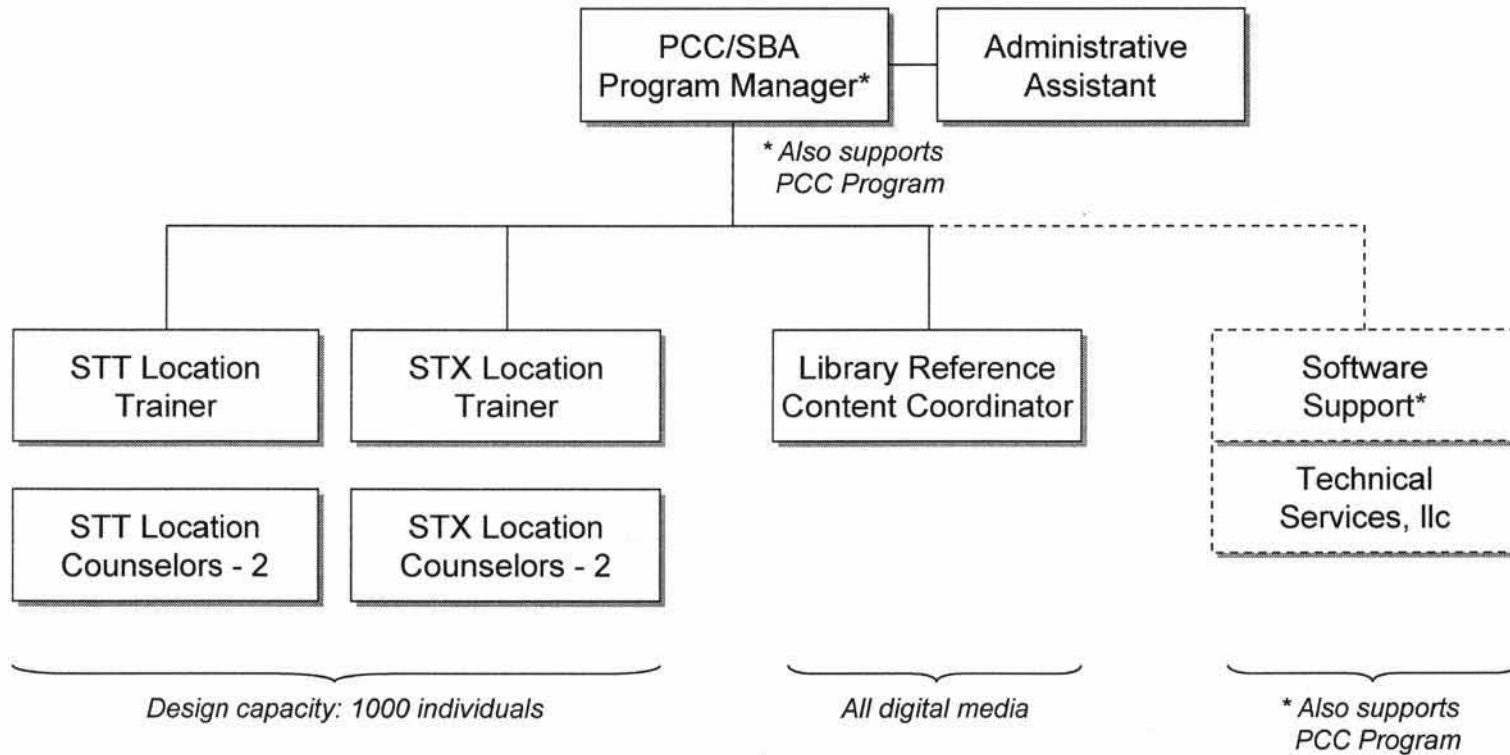 PCC/SBA
Program Manager*
Administrative
Assistant
* Also supports
PCC Program
STT Location
Trainer
STX Location
Trainer
Library Reference
Content Coordinator
Software
Support*
STT Location
Counselors - 2
STX Location
Counselors - 2
Technical
Services, llc
Design capacity: 1000 individuals
All digital media
* Also supports
PCC Program